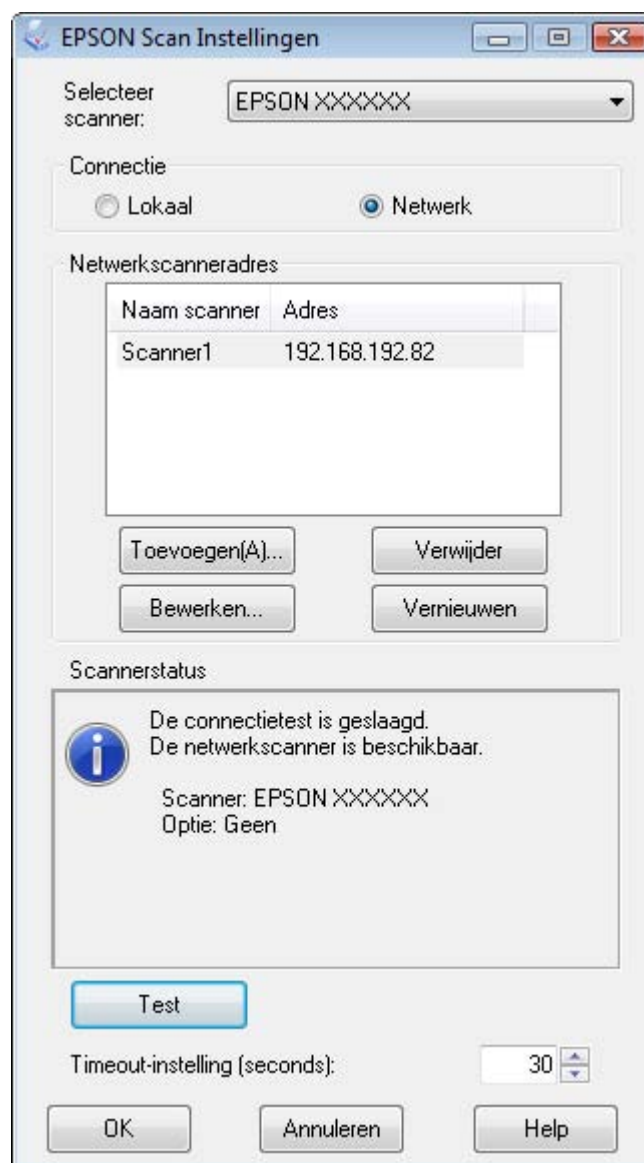 EPSON Scan Instellingen
Selecteer
scanner:
EPSON XXXXXX
Connectie
Lokaal
Netwerk
Netwerkscanneradres
Naam scanner Adres
Scanner1 192.168.192.82
Toevoegen(A)... Verwijder
Bewerken... Vernieuwen
Scannerstatus
De connectietest is geslaagd.
De netwerkscanner is beschikbaar.
Scanner: EPSON XXXXXX
Optie: Geen
Test
Timeout-instelling (seconds): 30
OK Annuleren Help